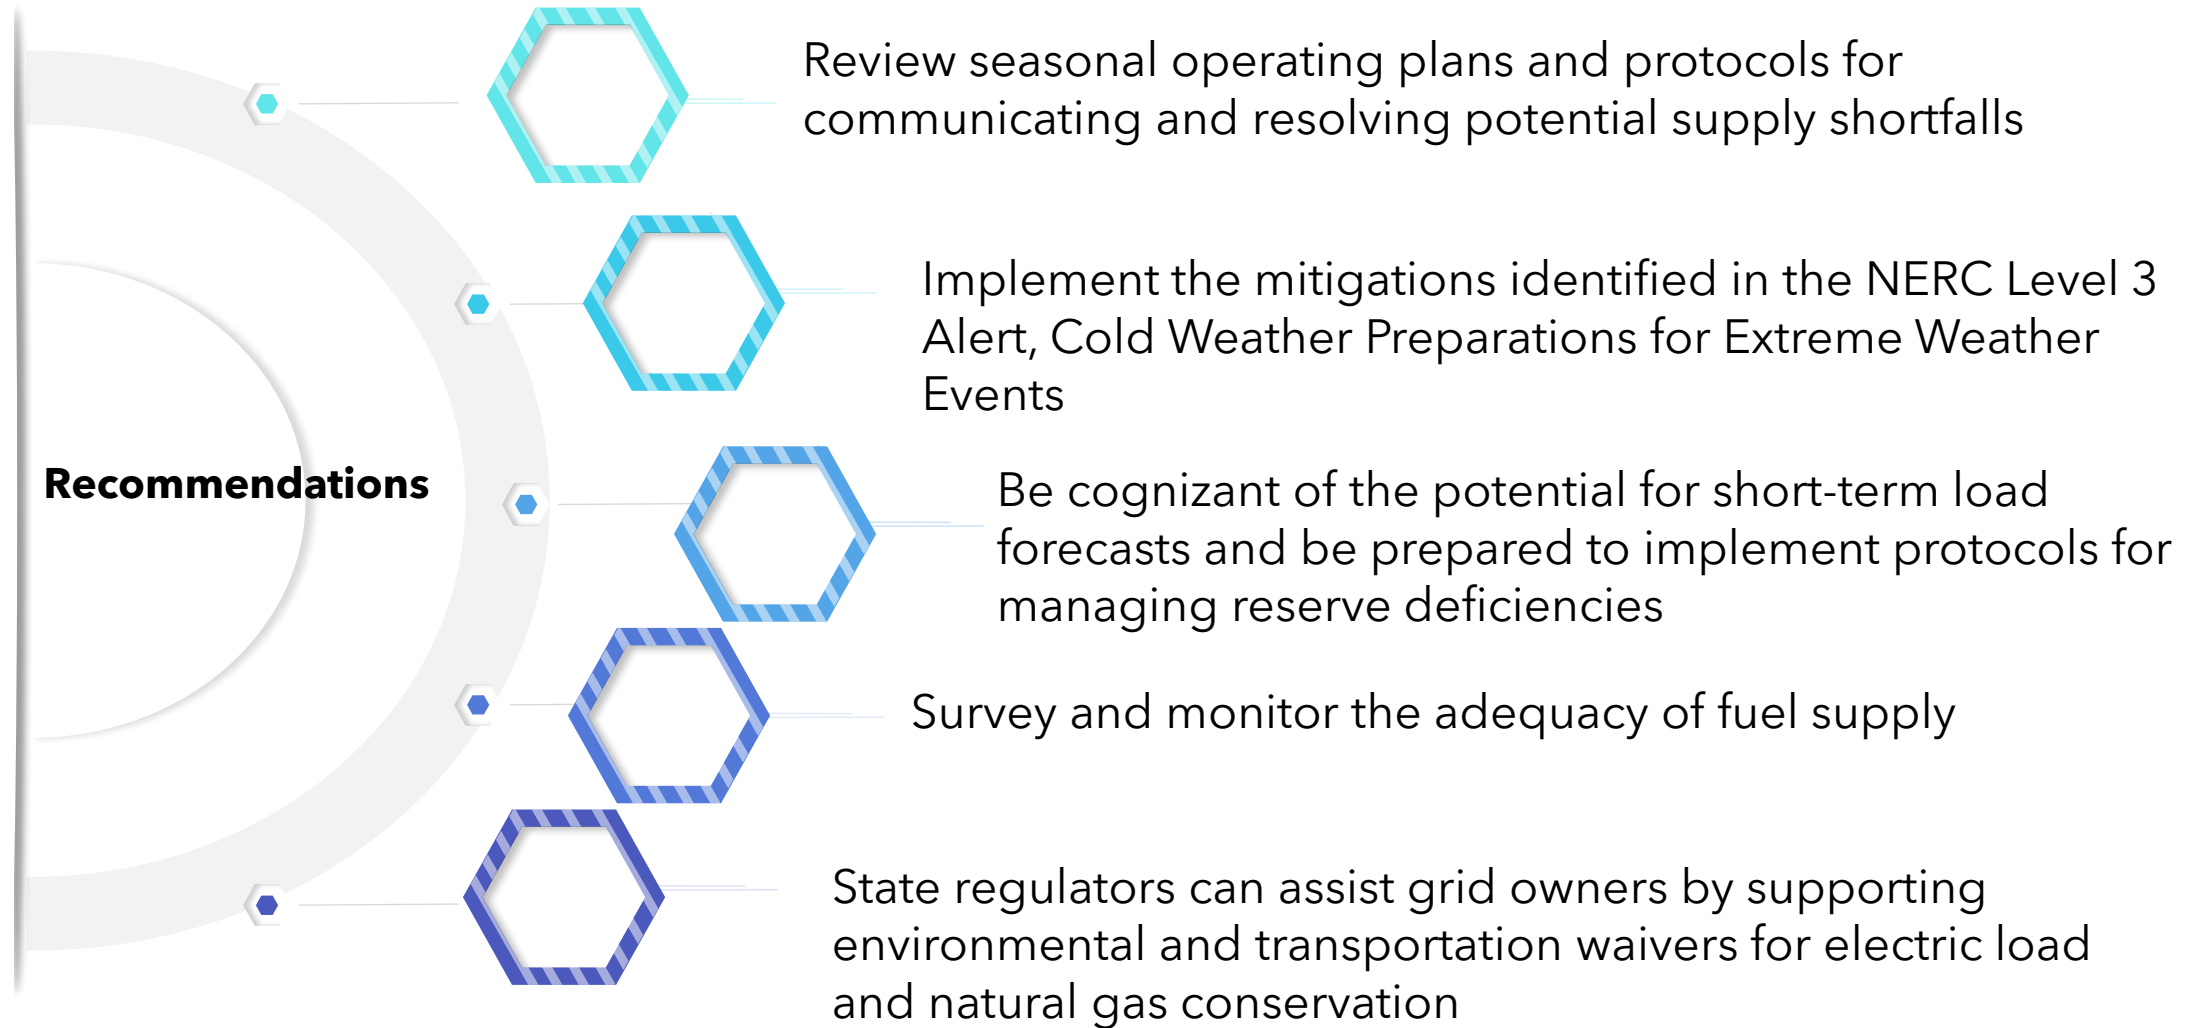 Recommendations
Review seasonal operating plans and protocols for
communicating and resolving potential supply shortfalls
Implement the mitigations identified in the NERC Level 3
Alert, Cold Weather Preparations for Extreme Weather
Events
Be cognizant of the potential for short-term load
forecasts and be prepared to implement protocols for
managing reserve deficiencies
Survey and monitor the adequacy of fuel supply
State regulators can assist grid owners by supporting
environmental and transportation waivers for electric load
and natural gas conservation